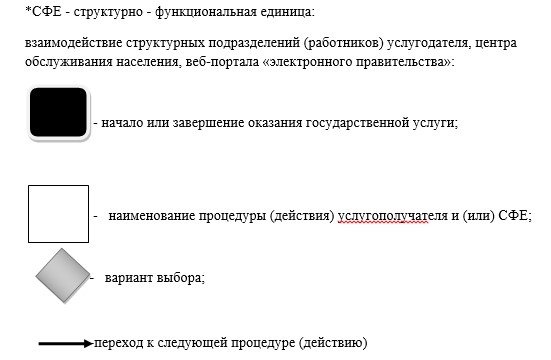 *СФЕ - структурно - функциональная единица:
взаимодействие структурных подразделений (работников) услугодателя, центра
обслуживания населения, веб-портала «электронного правительства»:
- начало или завершение оказания государственной услуги;
- наименование процедуры (действия) услугополучателя и (или) СФЕ;
- вариант выбора;
-переход к следующей процедуре (действию)